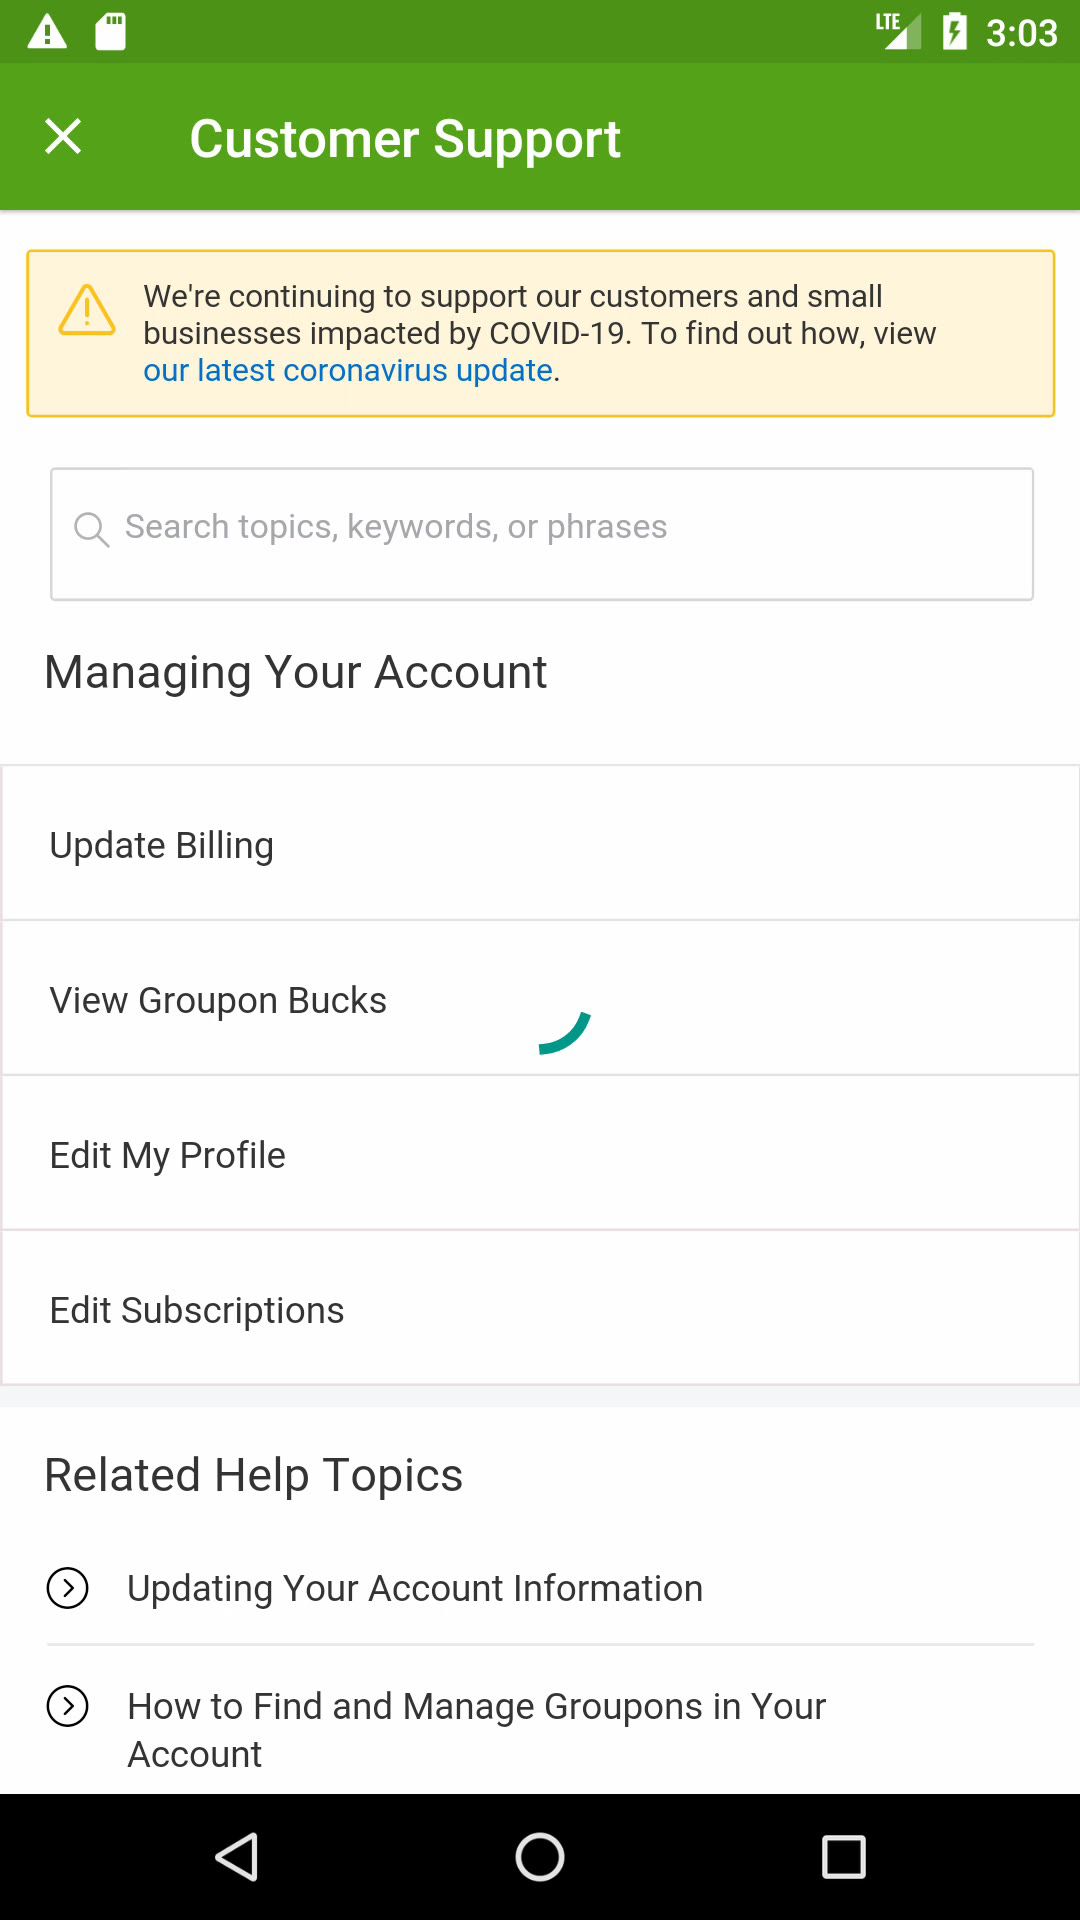 LTE 3:03
Customer Support
We're continuing to support our customers and small
businesses impacted by COVID-19. To find out how, view
our latest coronavirus update.
Search topics, keywords, or phrases
Managing Your Account
Update Billing
View Groupon Bucks
Edit My Profile
Edit Subscriptions
Related Help Topics
Updating Your Account Information
How to Find and Manage Groupons in Your
Account